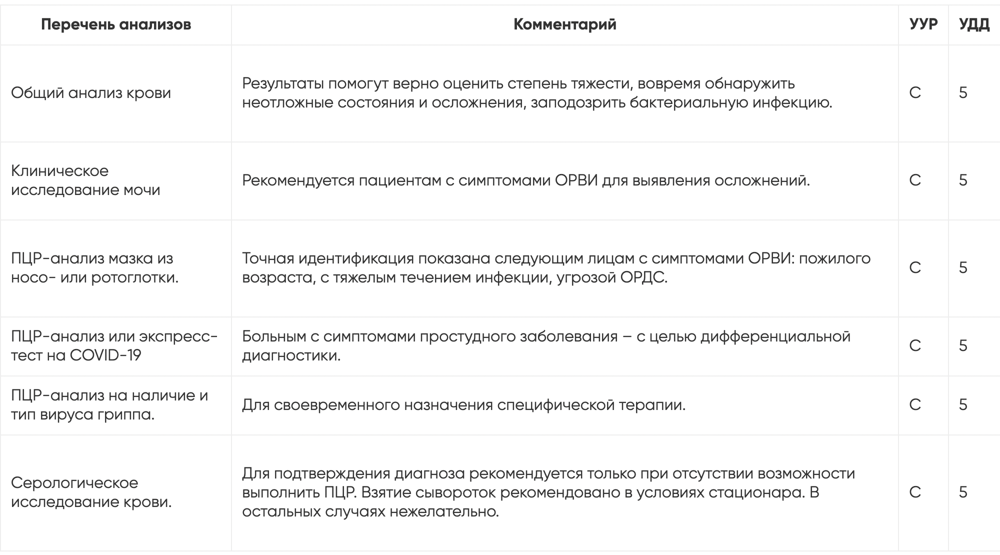 Перечень анализов
Комментарий
УУР
УДД
Общий анализ крови
Результаты помогут верно оценить степень тяжести, вовремя обнаружить
неотложные состояния и осложнения, заподозрить бактериальную инфекцию.
С
5
Клиническое
исследование мочи
Рекомендуется пациентам с симптомами ОРВИ для выявления осложнений.
С
5
ПЦР-анализ мазка из
носо- или ротоглотки.
Точная идентификация показана следующим лицам с симптомами ОРВИ: пожилого
возраста, с тяжелым течением инфекции, угрозой ОРДС.
С
5
ПЦР-анализ или экспресс-
тест на COVID-19
Больным с симптомами простудного заболевания – с целью дифференциальной
диагностики.
С
5
ПЦР-анализ на наличие и
тип вируса гриппа.
Для своевременного назначения специфической терапии.
С
5
Серологическое
исследование крови.
Для подтверждения диагноза рекомендуется только при отсутствии возможности
выполнить ПЦР. Взятие сывороток рекомендовано в условиях стационара. В
остальных случаях нежелательно.
С
5